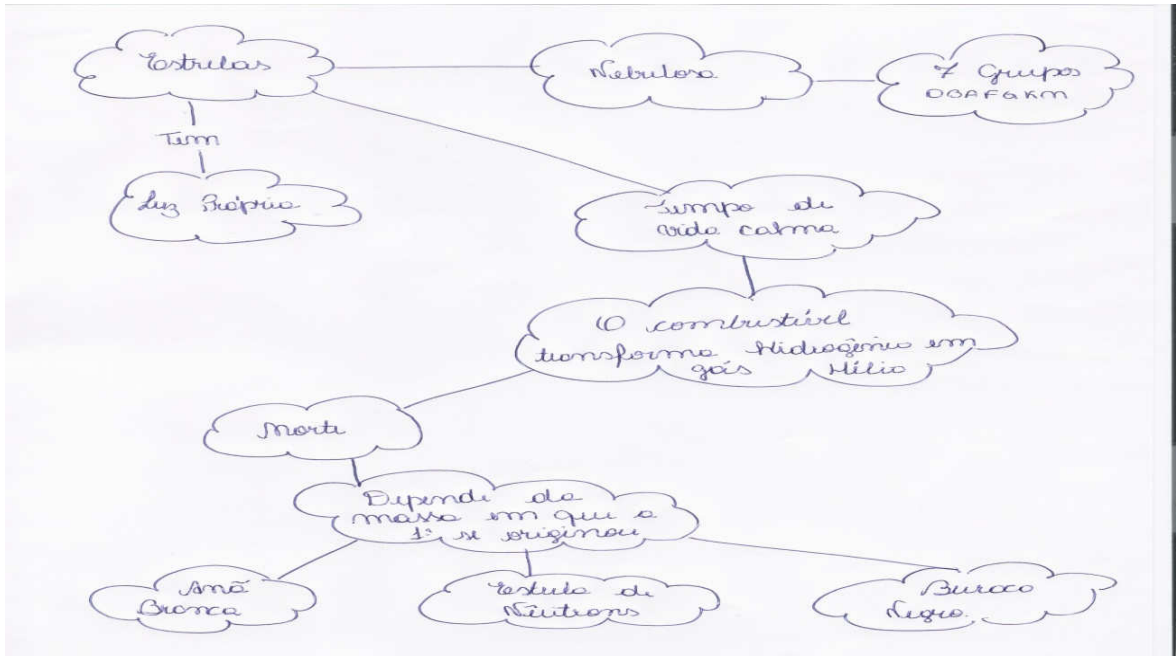 Estrelas
Nebulosa
7 Grupos
OBAFGKM
Tem
Luz Própria
Tempo de
vida calma
O combustível
transforma Hidrogênio em
gás Hélio
Morte
Depende da
massa em que a
1ª se originou
Anã
Branca
Estrela de
Nêutrons
Buraco
Negro.